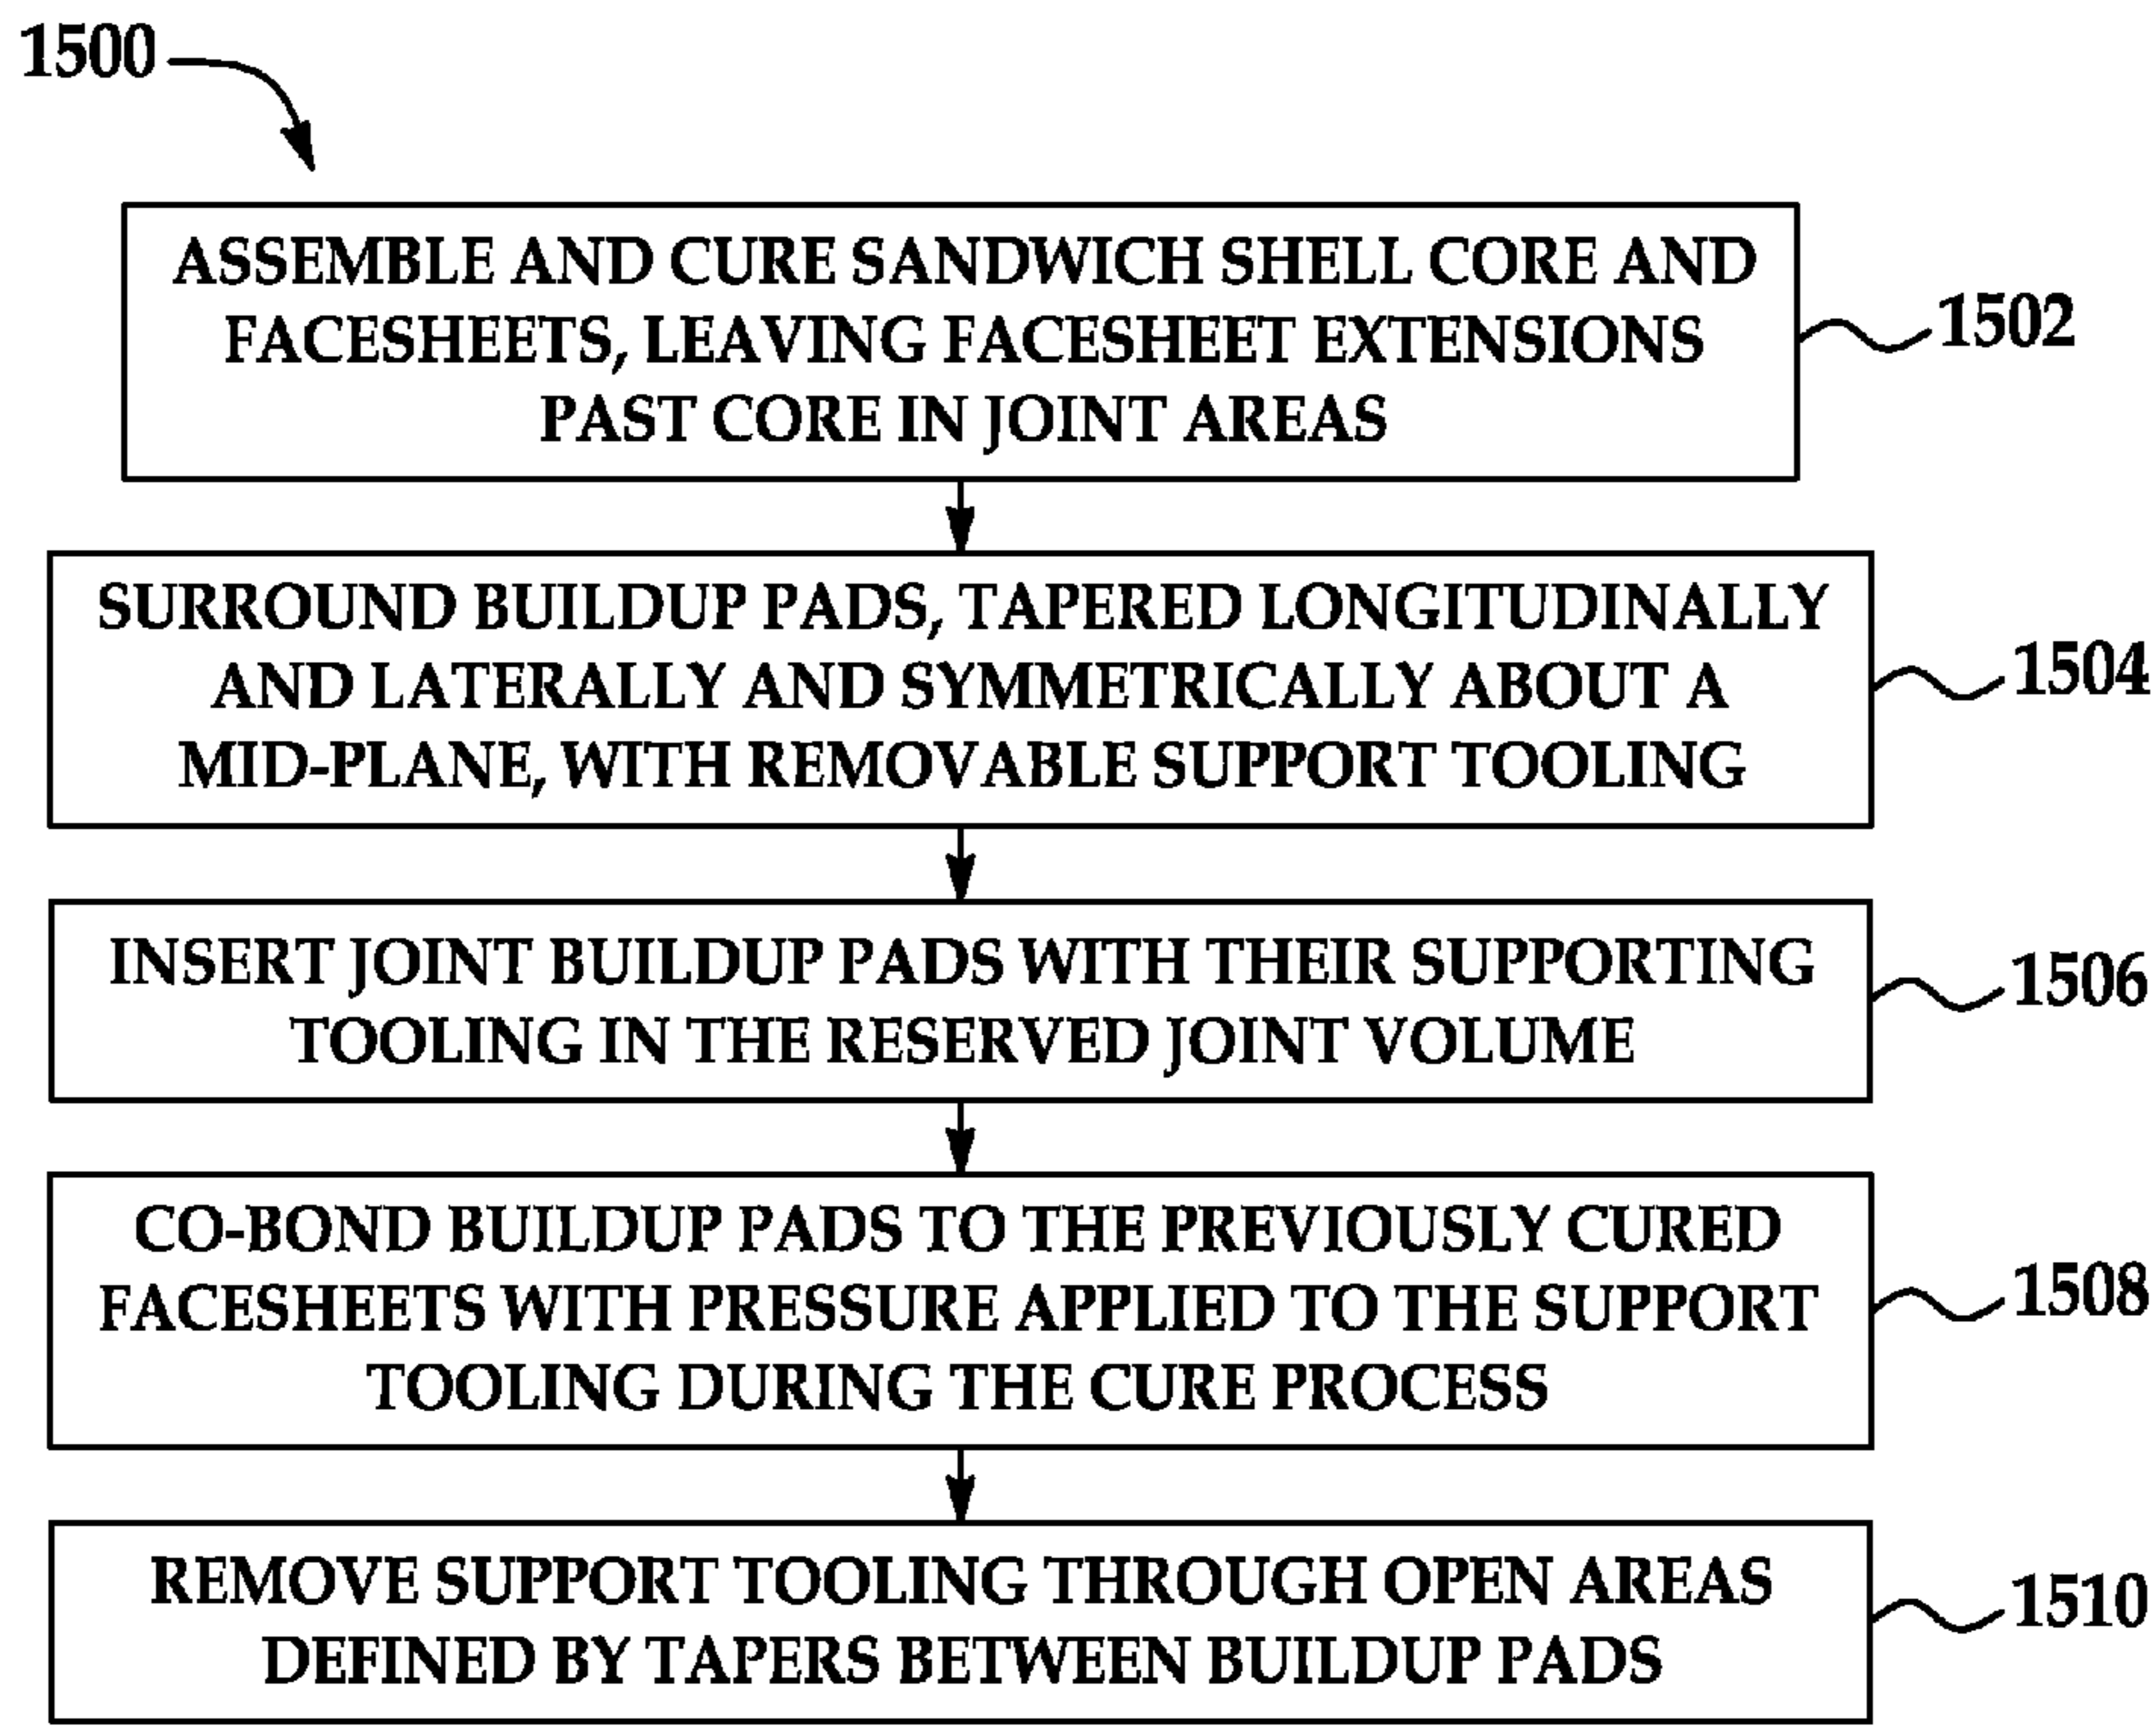 1500
ASSEMBLE AND CURE SANDWICH SHELL CORE AND
FACESHEETS, LEAVING FACESHEET EXTENSIONS
PAST CORE IN JOINT AREAS
1502
SURROUND BUILDUP PADS, TAPERED LONGITUDINALLY
AND LATERALLY AND SYMMETRICALLY ABOUT A
MID-PLANE, WITH REMOVABLE SUPPORT TOOLING
1504
INSERT JOINT BUILDUP PADS WITH THEIR SUPPORTING
TOOLING IN THE RESERVED JOINT VOLUME
1506
CO-BOND BUILDUP PADS TO THE PREVIOUSLY CURED
FACESHEETS WITH PRESSURE APPLIED TO THE SUPPORT
TOOLING DURING THE CURE PROCESS
1508
REMOVE SUPPORT TOOLING THROUGH OPEN AREAS
DEFINED BY TAPERS BETWEEN BUILDUP PADS
1510